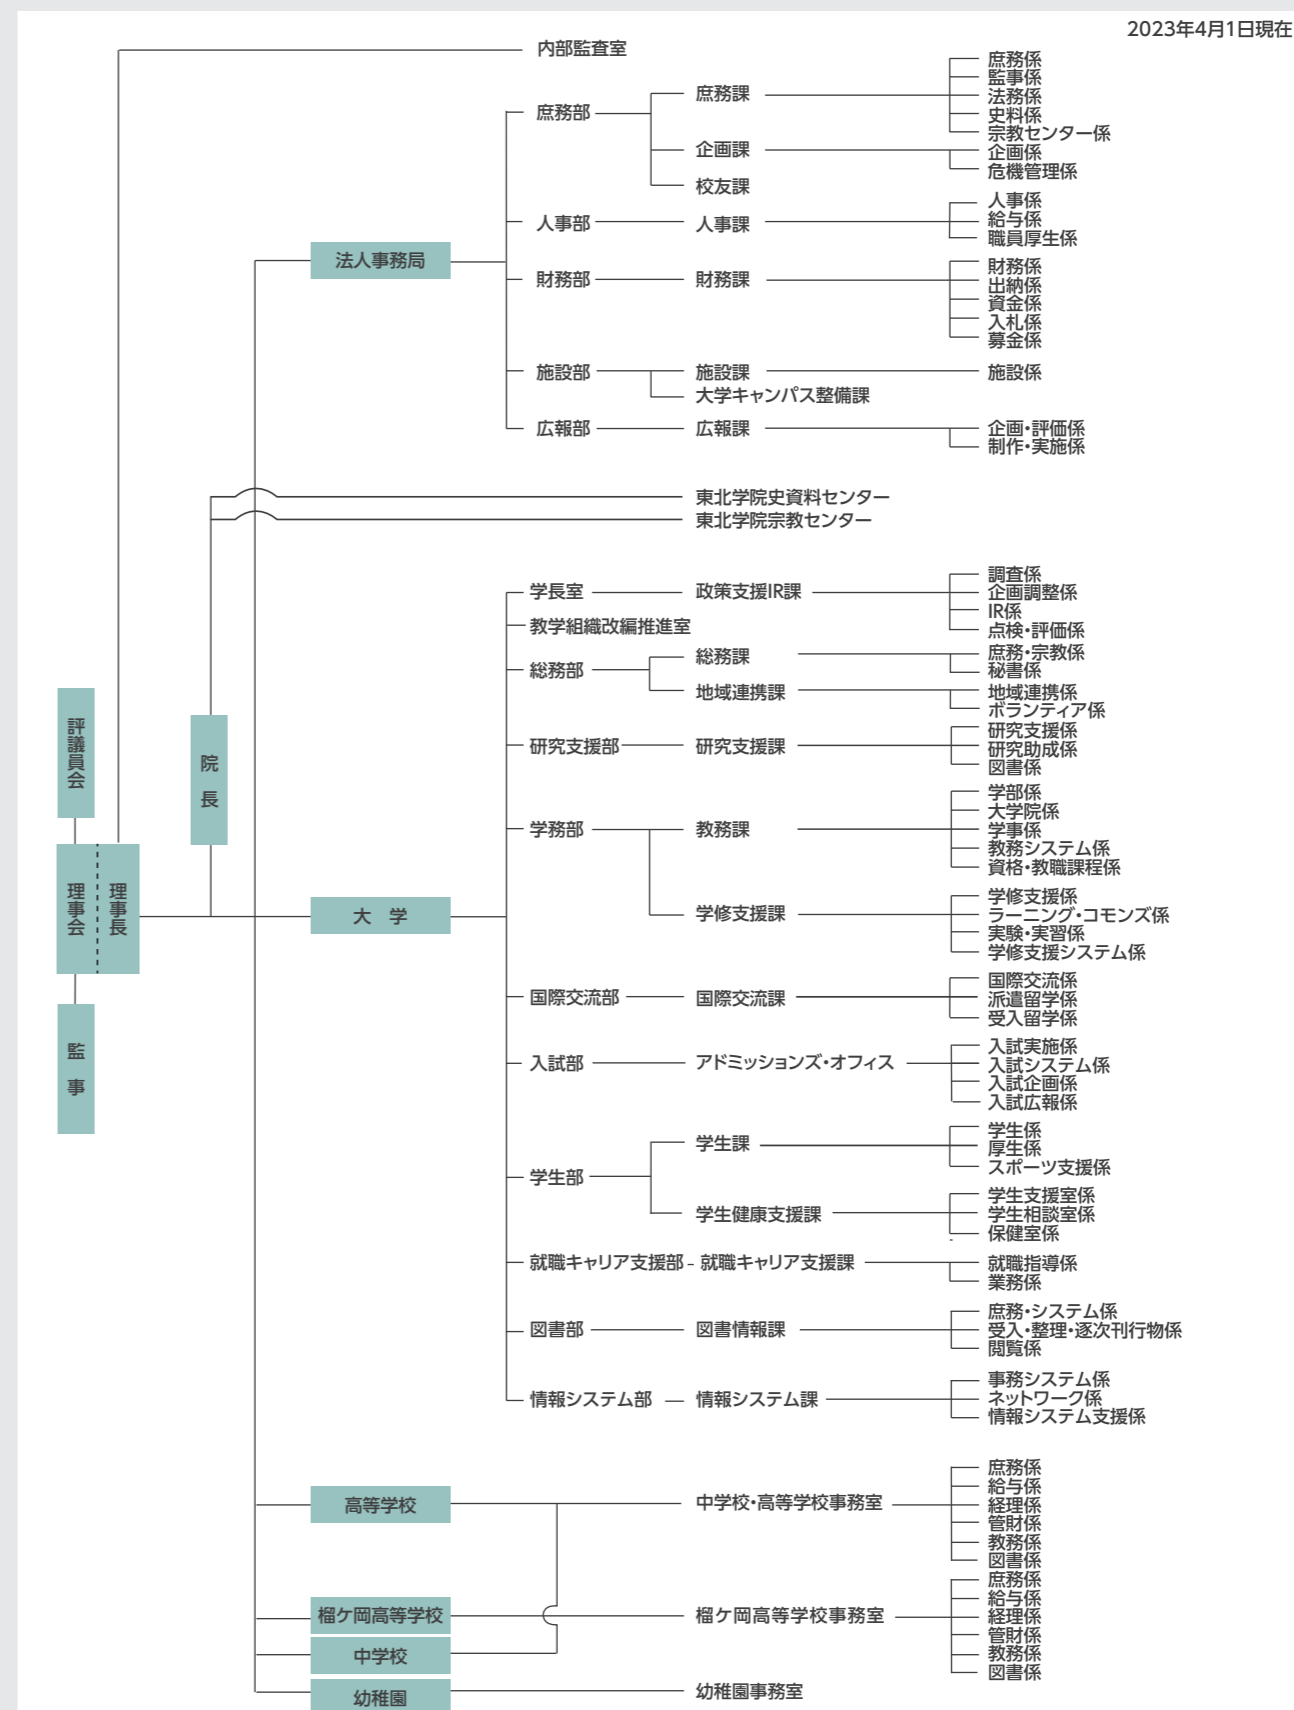 2023年4月1日現在
内部監査室
法人事務局
庶務部
庶務課
庶務係
監事係
法務係
史料係
宗教センター係
企画課
企画係
危機管理係
校友課
人事部
人事課
人事係
給与係
職員厚生係
財務部
財務課
財務係
出納係
資金係
入札係
募金係
施設部
施設課
施設係
大学キャンパス整備課
広報部
広報課
企画・評価係
制作・実施係
東北学院史資料センター
東北学院宗教センター
評議員会
理事会
理事長
監 事
院 長
大 学
学長室
政策支援IR課
調査係
企画調整係
IR係
点検・評価係
教学組織改編推進室
総務部
総務課
庶務・宗教係
秘書係
地域連携課
地域連携係
ボランティア係
研究支援部
研究支援課
研究支援係
研究助成係
図書係
学務部
教務課
学部係
大学院係
学事係
教務システム係
資格・教職課程係
学修支援課
学修支援係
ラーニング・コモンズ係
実験・実習係
学修支援システム係
国際交流部
国際交流課
国際交流係
派遣留学係
受入留学係
入試部
アドミッションズ・オフィス
入試実施係
入試システム係
入試企画係
入試広報係
学生部
学生課
学生係
厚生係
スポーツ支援係
学生健康支援課
学生支援室係
学生相談室係
保健室係
就職キャリア支援部
就職キャリア支援課
就職指導係
業務係
図書部
図書情報課
庶務・システム係
受入・整理・逐次刊行物係
閲覧係
情報システム部
情報システム課
事務システム係
ネットワーク係
情報システム支援係
高等学校
中学校・高等学校事務室
庶務係
給与係
経理係
管財係
教務係
図書係
榴ケ岡高等学校
榴ケ岡高等学校事務室
庶務係
給与係
経理係
管財係
教務係
図書係
中学校
幼稚園
幼稚園事務室